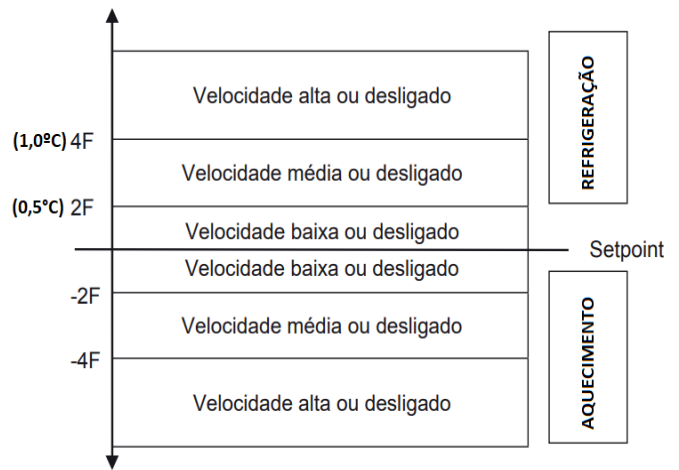 Velocidade alta ou desligado
(1,0ºC) 4F
Velocidade média ou desligado
(0,5°C) 2F
Velocidade baixa ou desligado
Setpoint
Velocidade baixa ou desligado
-2F
Velocidade média ou desligado
-4F
Velocidade alta ou desligado
REFRIGERAÇÃO
AQUECIMENTO